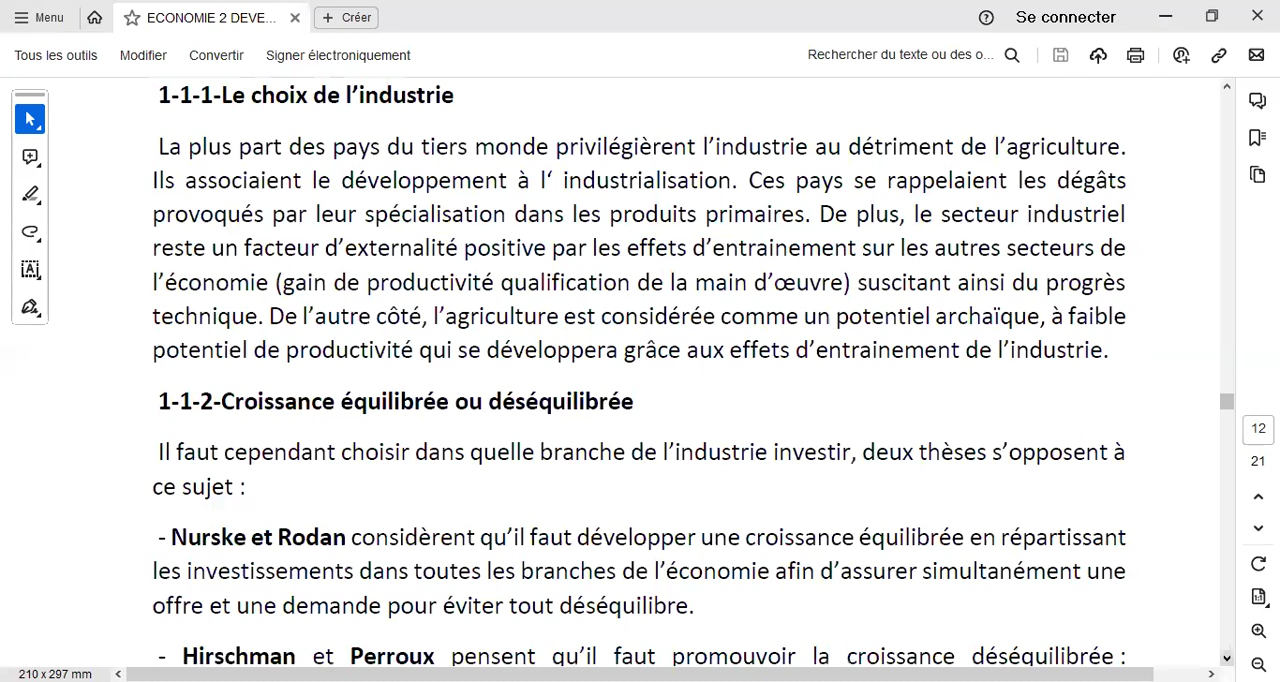 Menu
ECONOMIE 2 DEVE...
Créer
Se connecter
Tous les outils
Modifier
Convertir
Signer électroniquement
Rechercher du texte ou des o...
1-1-1-Le choix de l’industrie
La plus part des pays du tiers monde privilégièrent l’industrie au détriment de l’agriculture.
Ils associaient le développement à l‘ industrialisation. Ces pays se rappelaient les dégâts
provoqués par leur spécialisation dans les produits primaires. De plus, le secteur industriel
reste un facteur d’externalité positive par les effets d’entrainement sur les autres secteurs de
l’économie (gain de productivité qualification de la main d’œuvre) suscitant ainsi du progrès
technique. De l’autre côté, l’agriculture est considérée comme un potentiel archaïque, à faible
potentiel de productivité qui se développera grâce aux effets d’entrainement de l’industrie.
1-1-2-Croissance équilibrée ou déséquilibrée
Il faut cependant choisir dans quelle branche de l’industrie investir, deux thèses s’opposent à
ce sujet :
- Nurske et Rodan considèrent qu’il faut développer une croissance équilibrée en répartissant
les investissements dans toutes les branches de l’économie afin d’assurer simultanément une
offre et une demande pour éviter tout déséquilibre.
- Hirschman et Perroux pensent qu’il faut promouvoir la croissance déséquilibrée :
12
21
210 x 297 mm